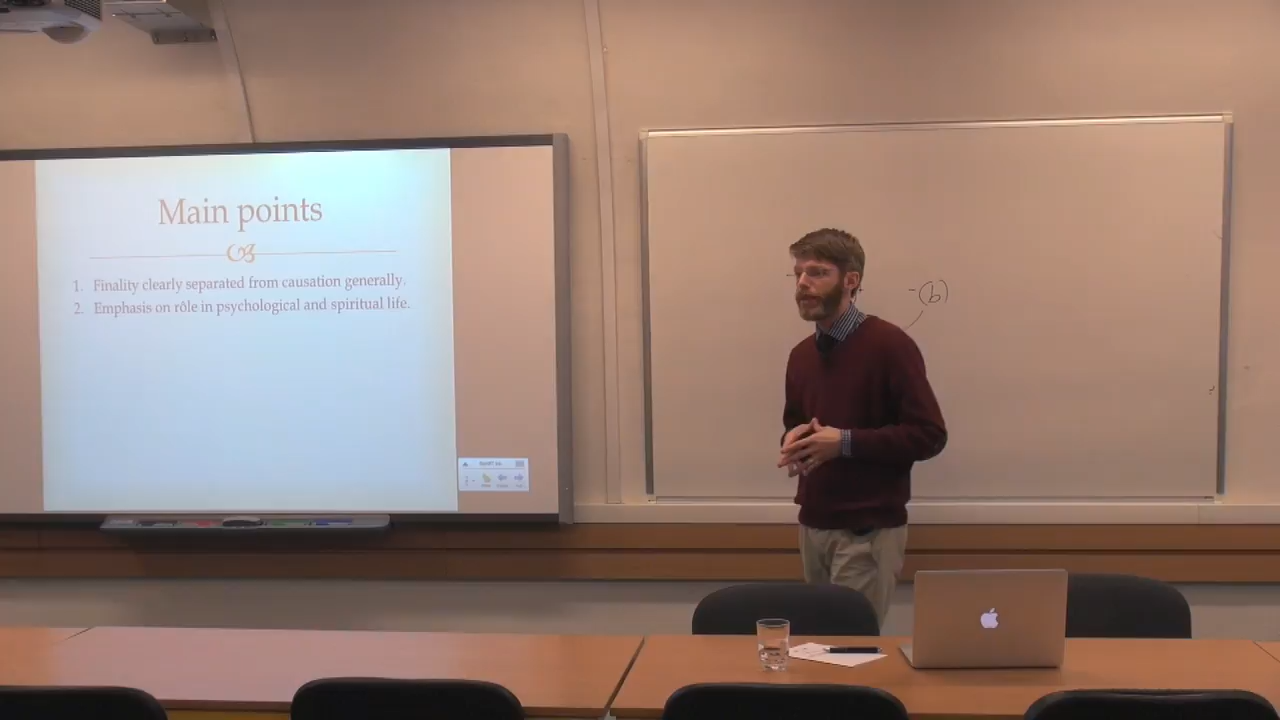 Main points
1. Finality clearly separated from causation generally.
2. Emphasis on rôle in psychological and spiritual life.
(b)